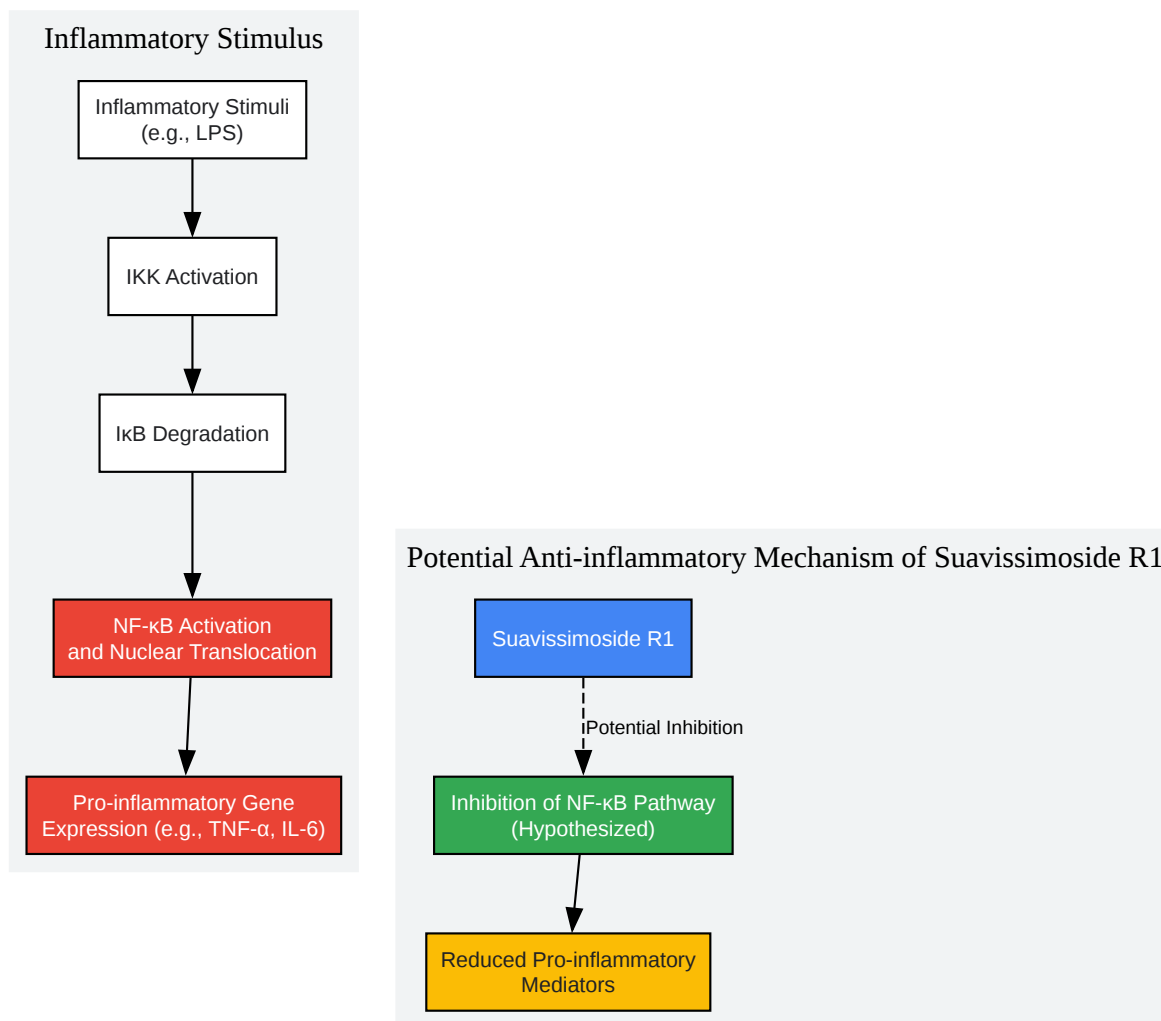 Inflammatory Stimulus
Inflammatory Stimuli
(e.g., LPS)
IKK Activation
IκB Degradation
NF-κB Activation
and Nuclear Translocation
Pro-inflammatory Gene
Expression (e.g., TNF-α, IL-6)
Potential Anti-inflammatory Mechanism of Suavissimoside R1
Suavissimoside R1
Potential Inhibition
Inhibition of NF-κB Pathway
(Hypothesized)
Reduced Pro-inflammatory
Mediators